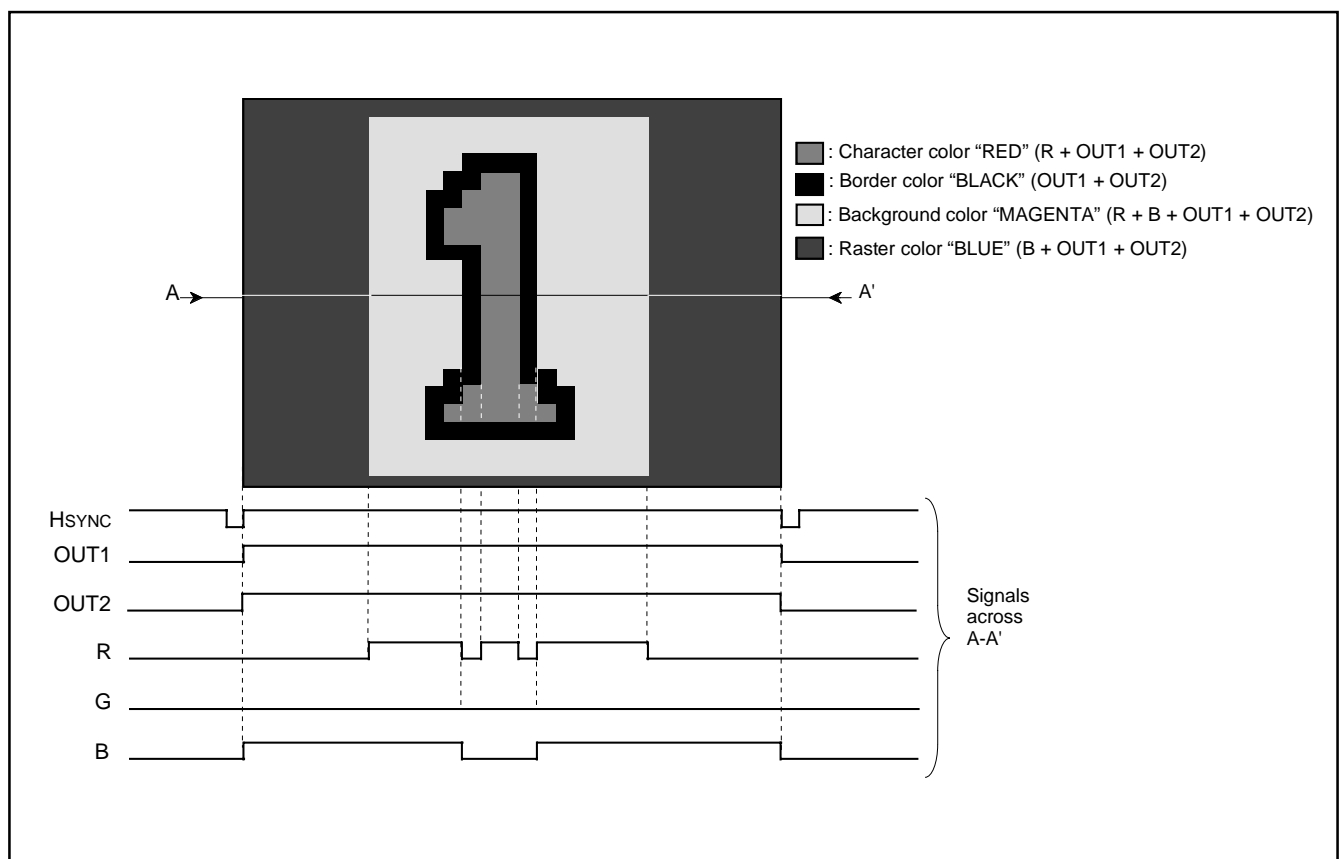 : Character color “RED” (R + OUT1 + OUT2)
: Border color “BLACK” (OUT1 + OUT2)
: Background color “MAGENTA” (R + B + OUT1 + OUT2)
: Raster color “BLUE” (B + OUT1 + OUT2)
A
A'
HSYNC
OUT1
OUT2
R
G
B
Signals
across
A-A'